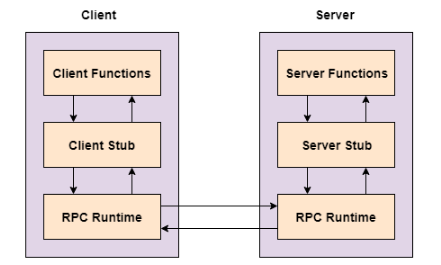 Client
Server
Client Functions
Server Functions
Client Stub
Server Stub
RPC Runtime
RPC Runtime